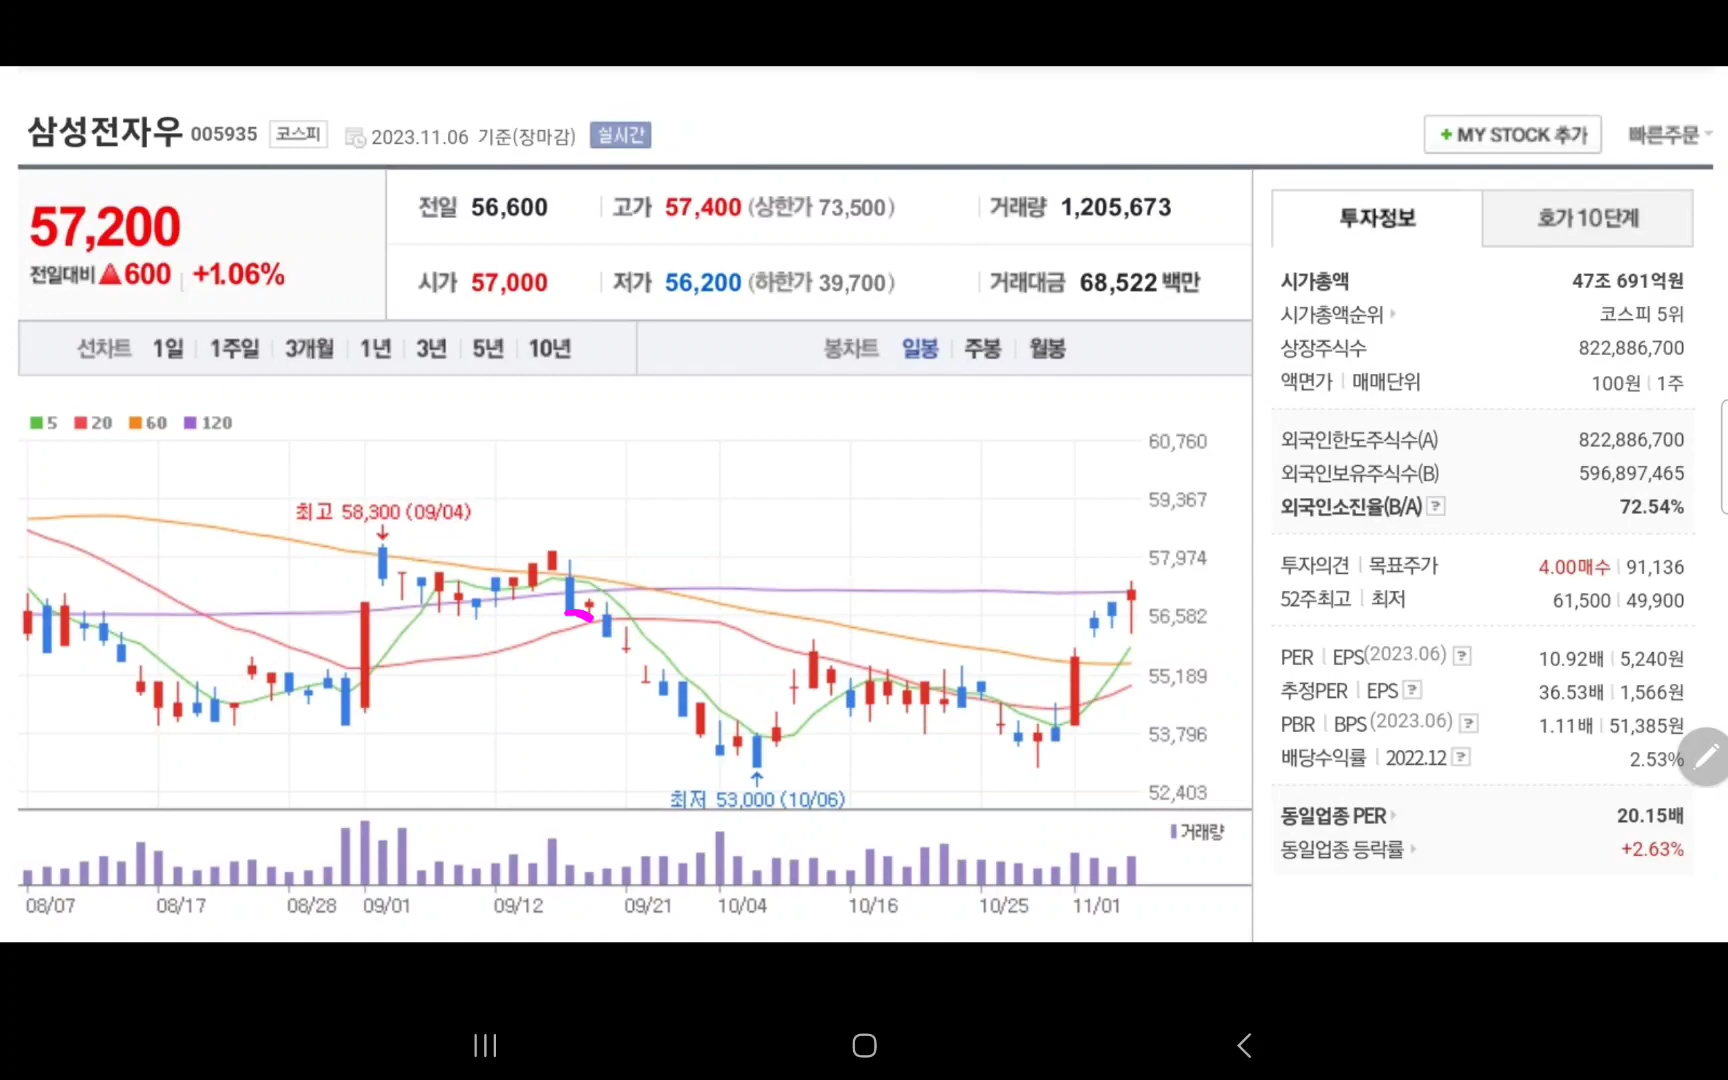 삼성전자우 005935 코스피 2023.11.06 기준(장마감) 실시간 + MY STOCK 추가 빠른주문
57,200
전일대비 ▲600 +1.06%
전일 56,600 고가 57,400 (상한가 73,500) 거래량 1,205,673
시가 57,000 저가 56,200 (하한가 39,700) 거래대금 68,522 백만
선차트 1일 1주일 3개월 1년 3년 5년 10년 봉차트 일봉 주봉 월봉
5 20 60 120
60,760
59,367
최고 58,300 (09/04)
57,974
56,582
55,189
53,796
52,403
최저 53,000 (10/06)
거래량
08/07 08/17 08/28 09/01 09/12 09/21 10/04 10/16 10/25 11/01
투자정보 호가 10단계
시가총액 47조 691억원
시가총액순위 코스피 5위
상장주식수 822,886,700
액면가 매매단위 100원 1주
외국인한도주식수(A) 822,886,700
외국인보유주식수(B) 596,897,465
외국인소진율(B/A) ? 72.54%
투자의견 목표주가 4.00매수 91,136
52주최고 최저 61,500 49,900
PER EPS(2023.06) ? 10.92배 5,240원
추정PER EPS ? 36.53배 1,566원
PBR BPS (2023.06) ? 1.11배 51,385원
배당수익률 2022.12 ? 2.53%
동일업종 PER 20.15배
동일업종 등락률 +2.63%